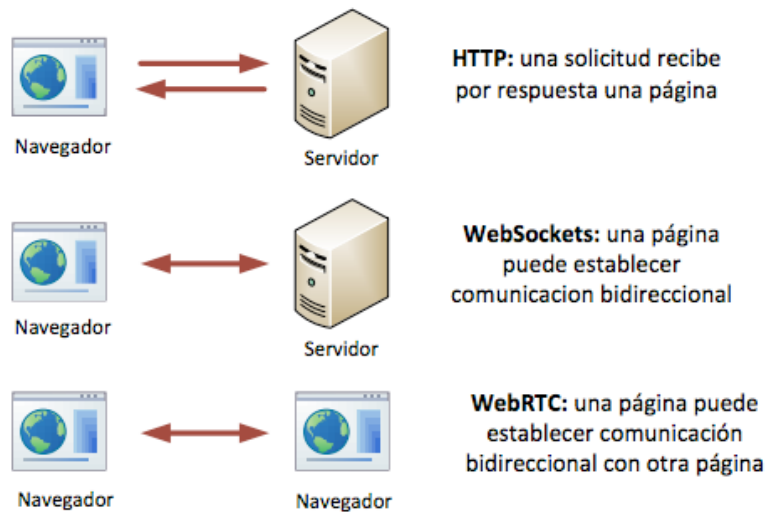 HTTP: una solicitud recibe
por respuesta una página
Navegador
Servidor
WebSockets: una página
puede establecer
comunicacion bidireccional
Navegador
Servidor
WebRTC: una página puede
establecer comunicación
bidireccional con otra página
Navegador
Navegador